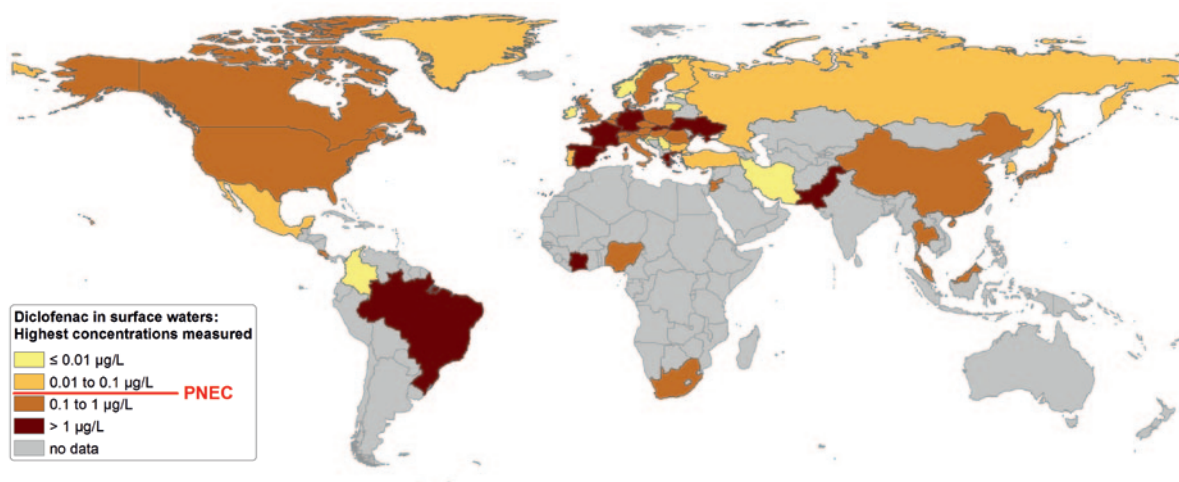 Diclofenac in surface waters:
Highest concentrations measured
≤ 0.01 µg/L
0.01 to 0.1 µg/L
PNEC
0.1 to 1 µg/L
> 1 µg/L
no data